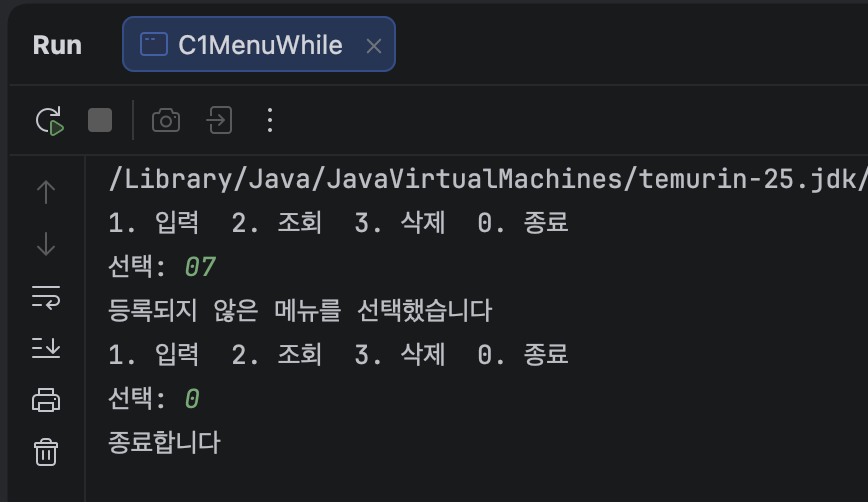 Run C1MenuWhile
/Library/Java/JavaVirtualMachines/temurin-25.jdk/
1. 입력  2. 조회  3. 삭제  0. 종료
선택: 07
등록되지 않은 메뉴를 선택했습니다
1. 입력  2. 조회  3. 삭제  0. 종료
선택: 0
종료합니다